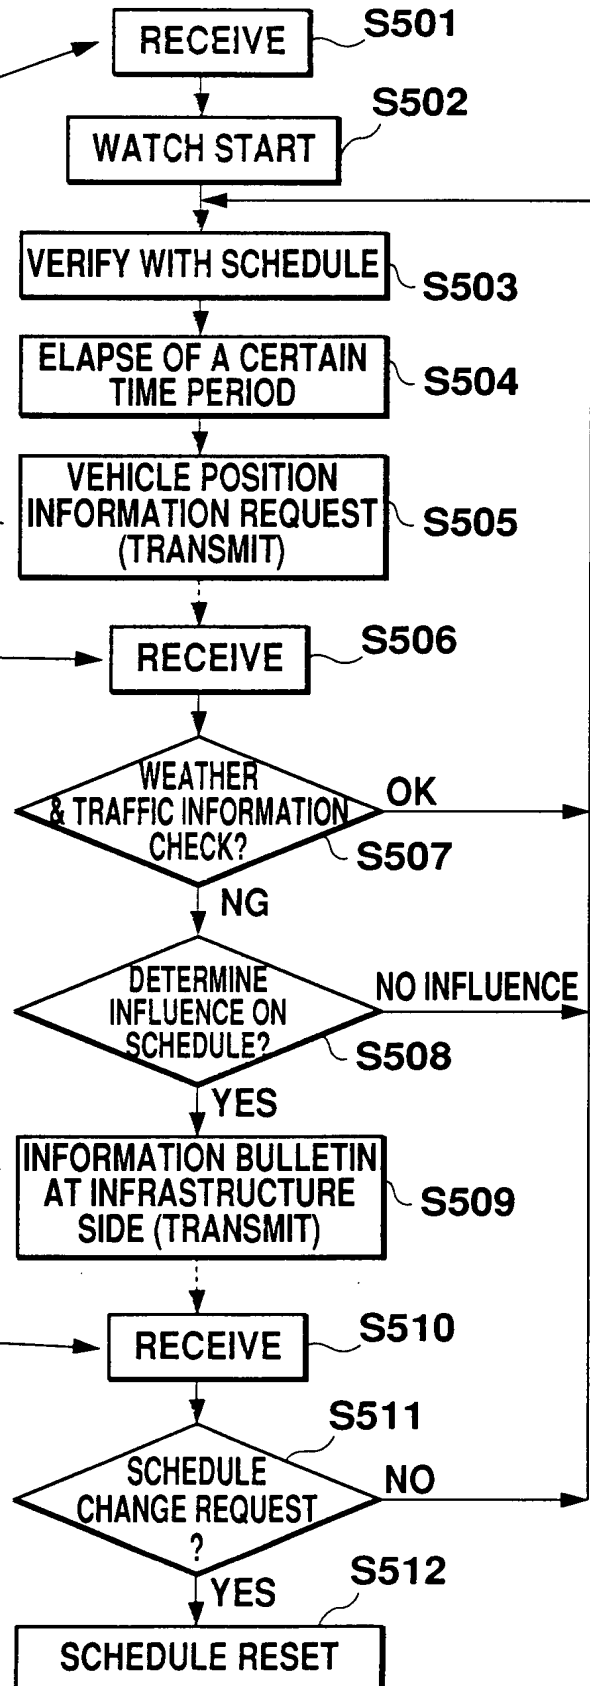 RECEIVE
S501
S502
WATCH START
VERIFY WITH SCHEDULE
S503
ELAPSE OF A CERTAIN
TIME PERIOD
S504
VEHICLE POSITION
INFORMATION REQUEST
(TRANSMIT)
S505
RECEIVE
S506
WEATHER
& TRAFFIC INFORMATION
CHECK?
OK
S507
NG
DETERMINE
INFLUENCE ON
SCHEDULE?
NO INFLUENCE
S508
YES
INFORMATION BULLETIN
AT INFRASTRUCTURE
SIDE (TRANSMIT)
S509
RECEIVE
S510
S511
SCHEDULE
CHANGE REQUEST
?
NO
YES
S512
SCHEDULE RESET